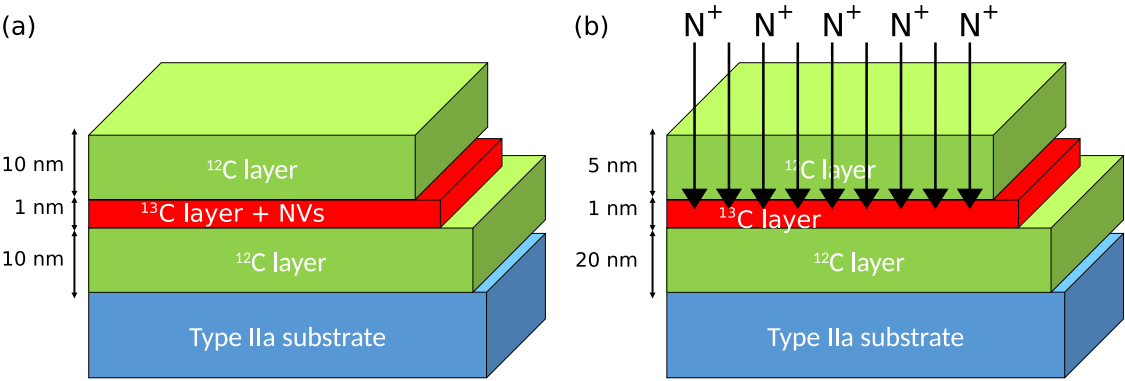 (a)
10 nm
¹²C layer
1 nm
¹³C layer + NVs
10 nm
¹²C layer
Type IIa substrate
(b)
N⁺ N⁺ N⁺ N⁺ N⁺
5 nm
¹²C layer
1 nm
¹³C layer
20 nm
¹²C layer
Type IIa substrate